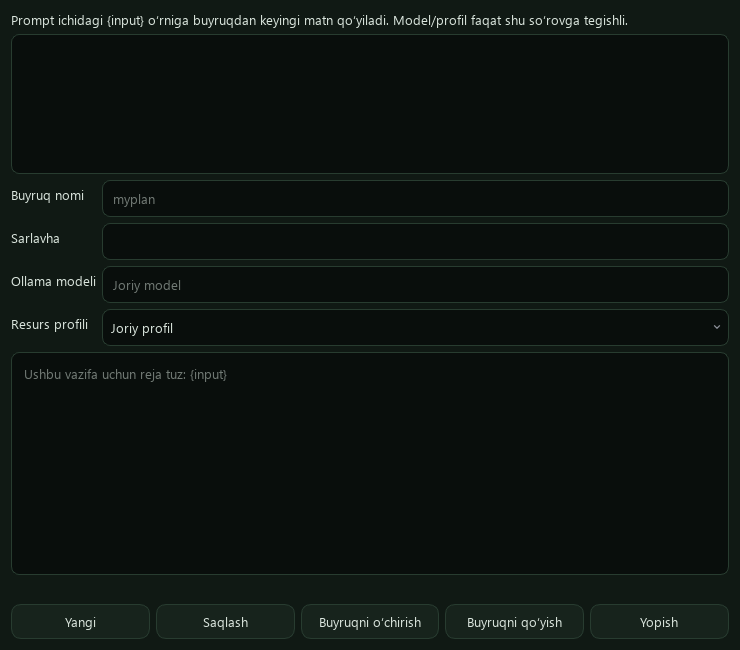 Prompt ichidagi {input} o‘rniga buyruqdan keyingi matn qo‘yiladi. Model/profil faqat shu so‘rovga tegishli.
Buyruq nomi
myplan
Sarlavha
Ollama modeli
Joriy model
Resurs profili
Joriy profil
Ushbu vazifa uchun reja tuz: {input}
Yangi
Saqlash
Buyruqni o‘chirish
Buyruqni qo‘yish
Yopish